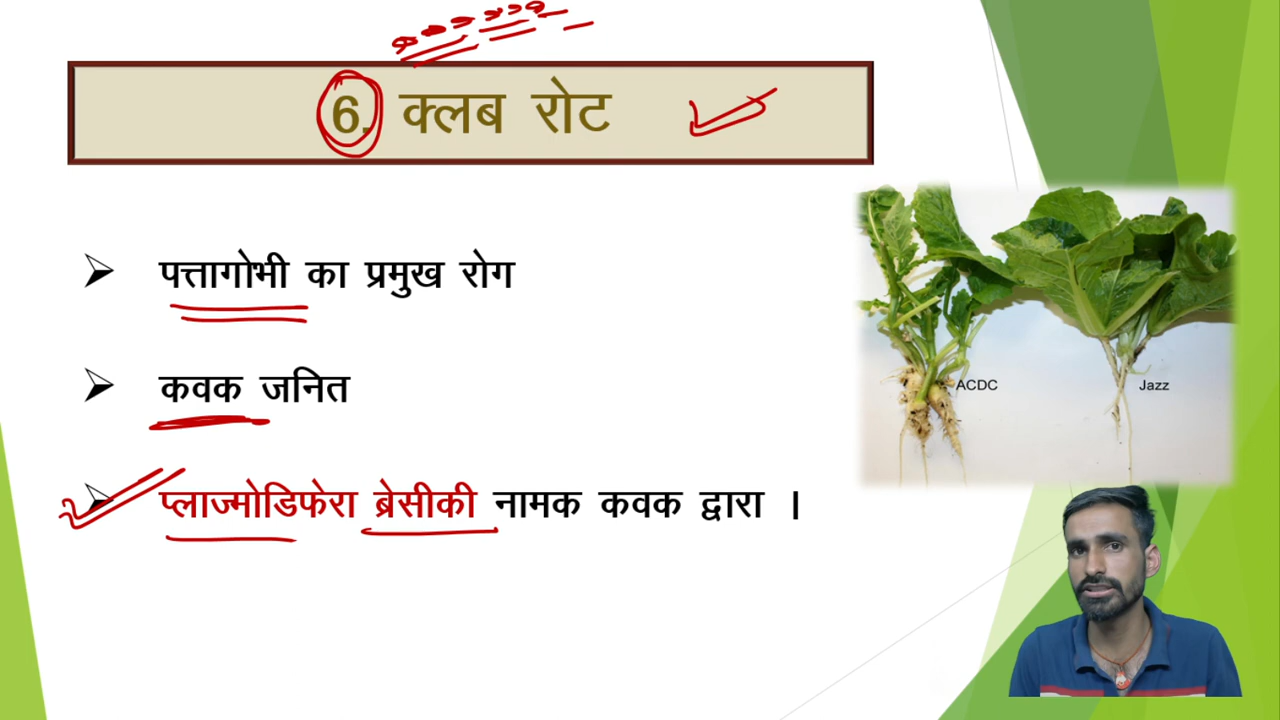 6. क्लब रोट
पत्तागोभी का प्रमुख रोग
कवक जनित
प्लाज्मोडिफेरा ब्रेसीकी नामक कवक द्वारा ।
ACDC
Jazz